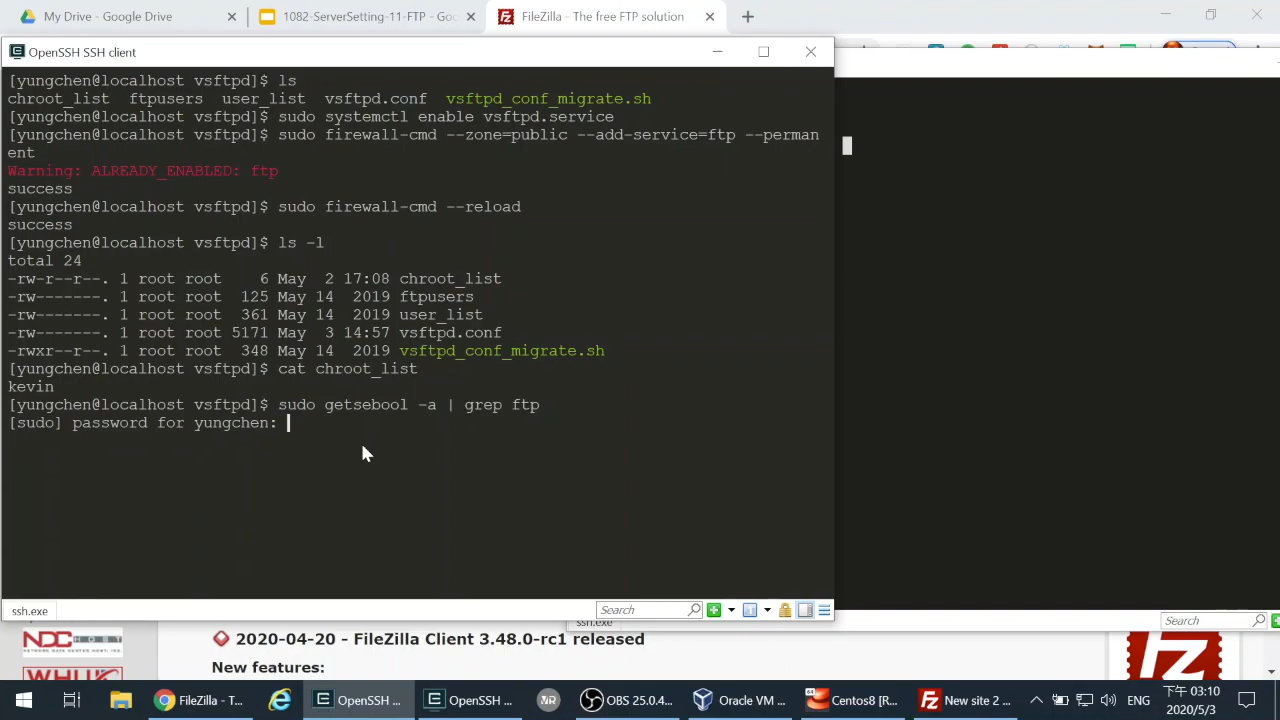 My Drive - Google Drive
1082-ServerSetting-11-FTP - Go
FileZilla - The free FTP solution
OpenSSH SSH client
[yungchen@localhost vsftpd]$ ls
chroot_list  ftpusers  user_list  vsftpd.conf  vsftpd_conf_migrate.sh
[yungchen@localhost vsftpd]$ sudo systemctl enable vsftpd.service
[yungchen@localhost vsftpd]$ sudo firewall-cmd --zone=public --add-service=ftp --perman
ent
Warning: ALREADY_ENABLED: ftp
success
[yungchen@localhost vsftpd]$ sudo firewall-cmd --reload
success
[yungchen@localhost vsftpd]$ ls -l
total 24
-rw-r--r--. 1 root root    6 May  2 17:08 chroot_list
-rw-------. 1 root root  125 May 14  2019 ftpusers
-rw-------. 1 root root  361 May 14  2019 user_list
-rw-------. 1 root root 5171 May  3 14:57 vsftpd.conf
-rwxr--r--. 1 root root  348 May 14  2019 vsftpd_conf_migrate.sh
[yungchen@localhost vsftpd]$ cat chroot_list
kevin
[yungchen@localhost vsftpd]$ sudo getsebool -a | grep ftp
[sudo] password for yungchen:
ssh.exe
Search
ssh.exe
Search
NDC
2020-04-20 - FileZilla Client 3.48.0-rc1 released
New features:
FileZilla - T...
OpenSSH ...
OpenSSH ...
Oracle VM ...
OBS 25.0.4...
Centos8 [R...
New site 2 ...
ENG
下午 03:10
2020/5/3